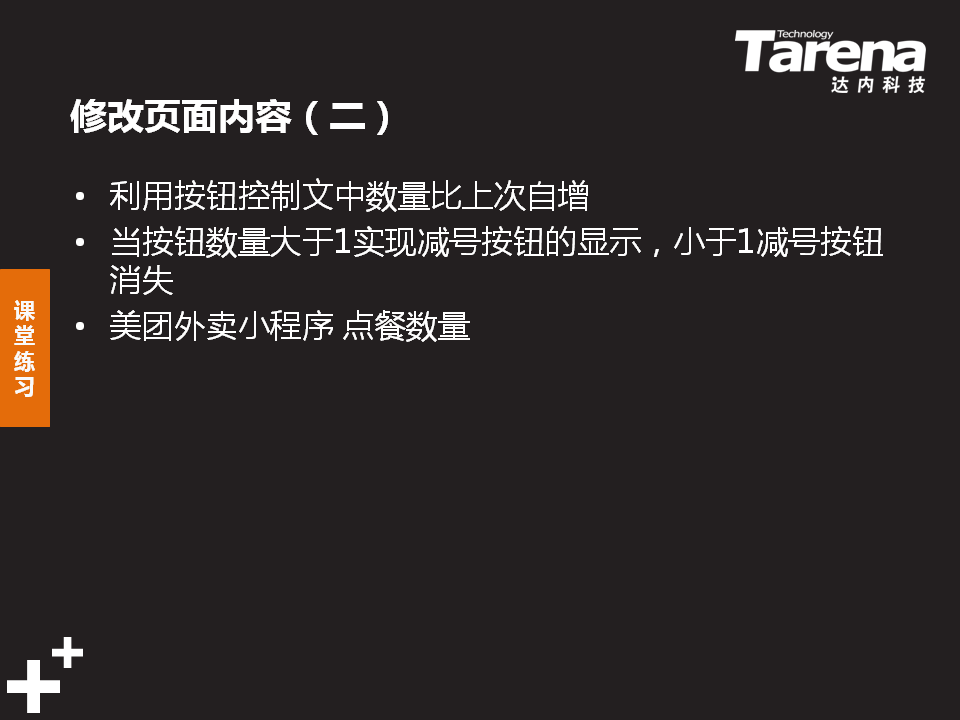 Technology
Tarena
达内科技
修改页面内容（二）
• 利用按钮控制文中数量比上次自增
• 当按钮数量大于1实现减号按钮的显示，小于1减号按钮
消失
• 美团外卖小程序 点餐数量
课
堂
练
习